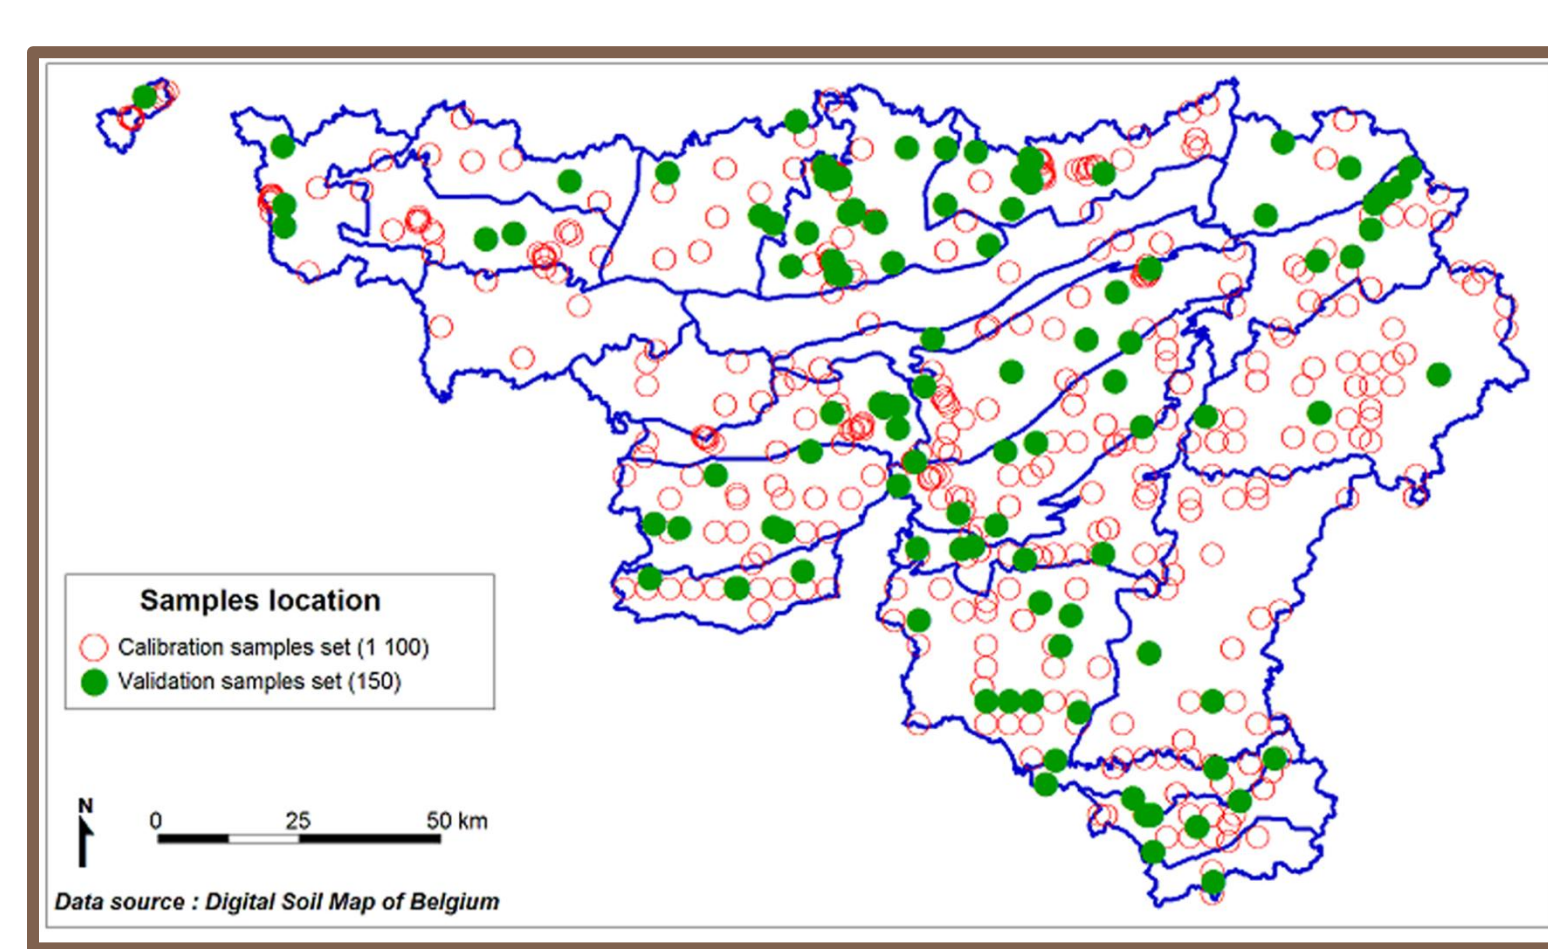 Samples location
Calibration samples set (1 100)
Validation samples set (150)
N
0 25 50 km
Data source : Digital Soil Map of Belgium